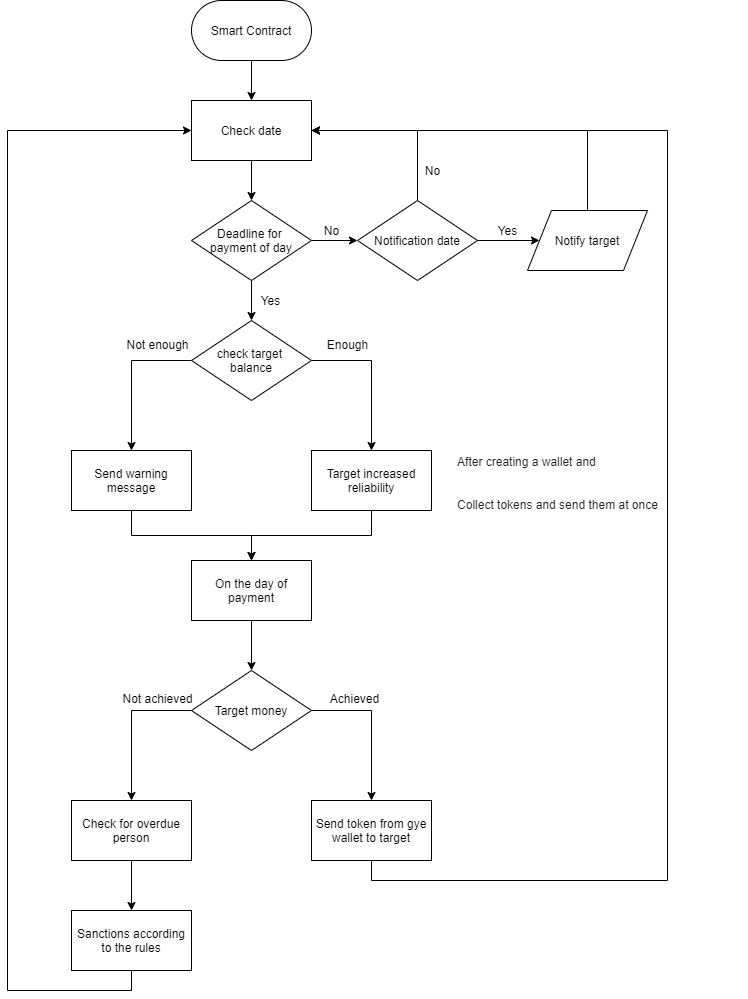 Smart Contract
Check date
No
Deadline for
payment of day
No
Notification date
Yes
Notify target
Yes
Not enough
check target
balance
Enough
Send warning
message
Target increased
reliability
After creating a wallet and
Collect tokens and send them at once
On the day of
payment
Not achieved
Target money
Achieved
Check for overdue
person
Send token from gye
wallet to target
Sanctions according
to the rules